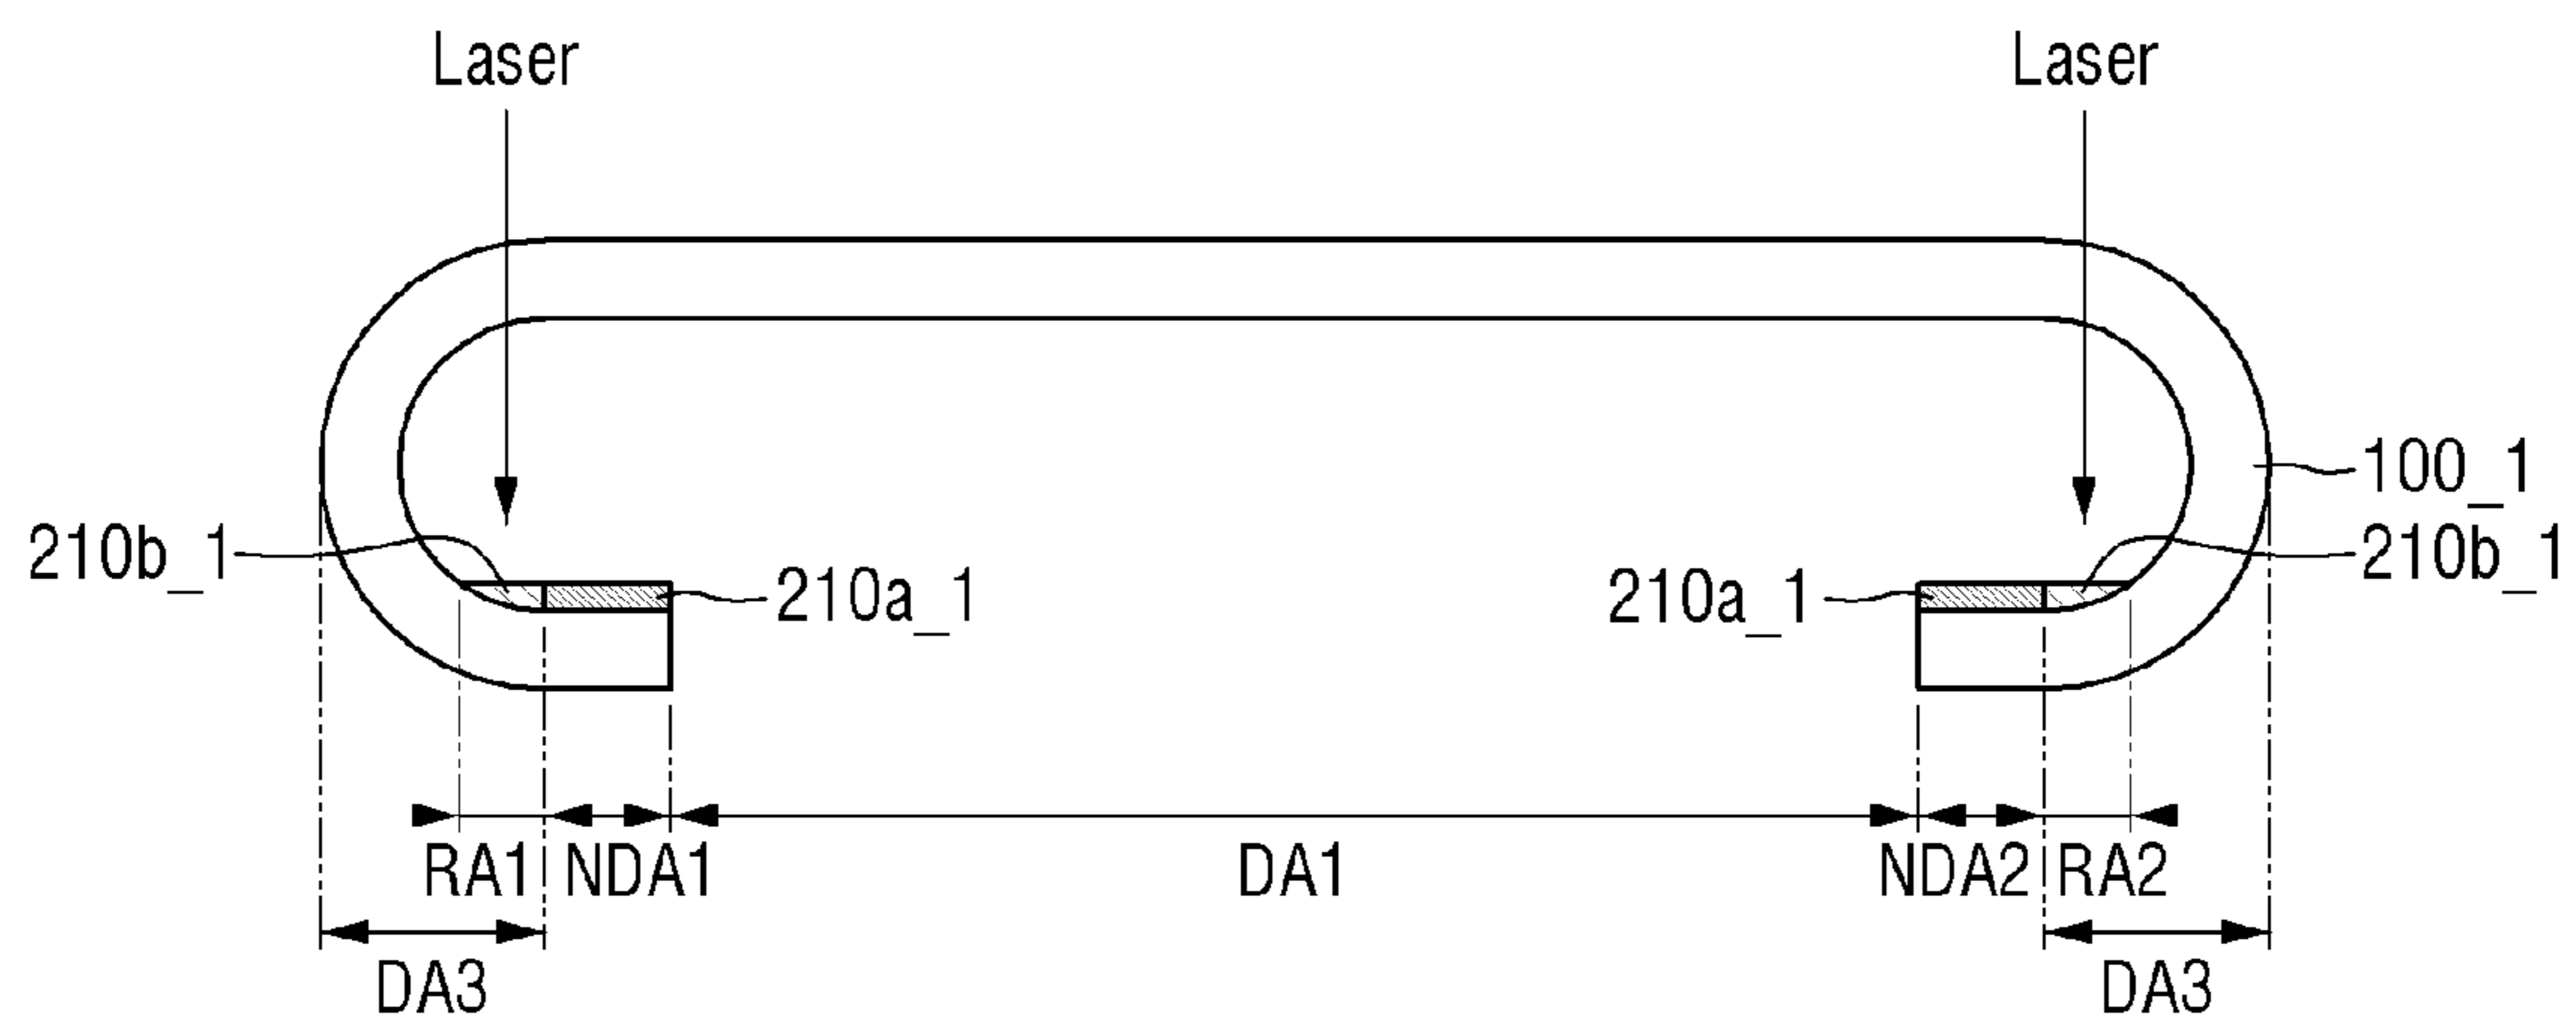 Laser Laser
100_1
210b_1 210b_1
210a_1 210a_1
RA1 NDA1 DA1 NDA2 RA2
DA3 DA3